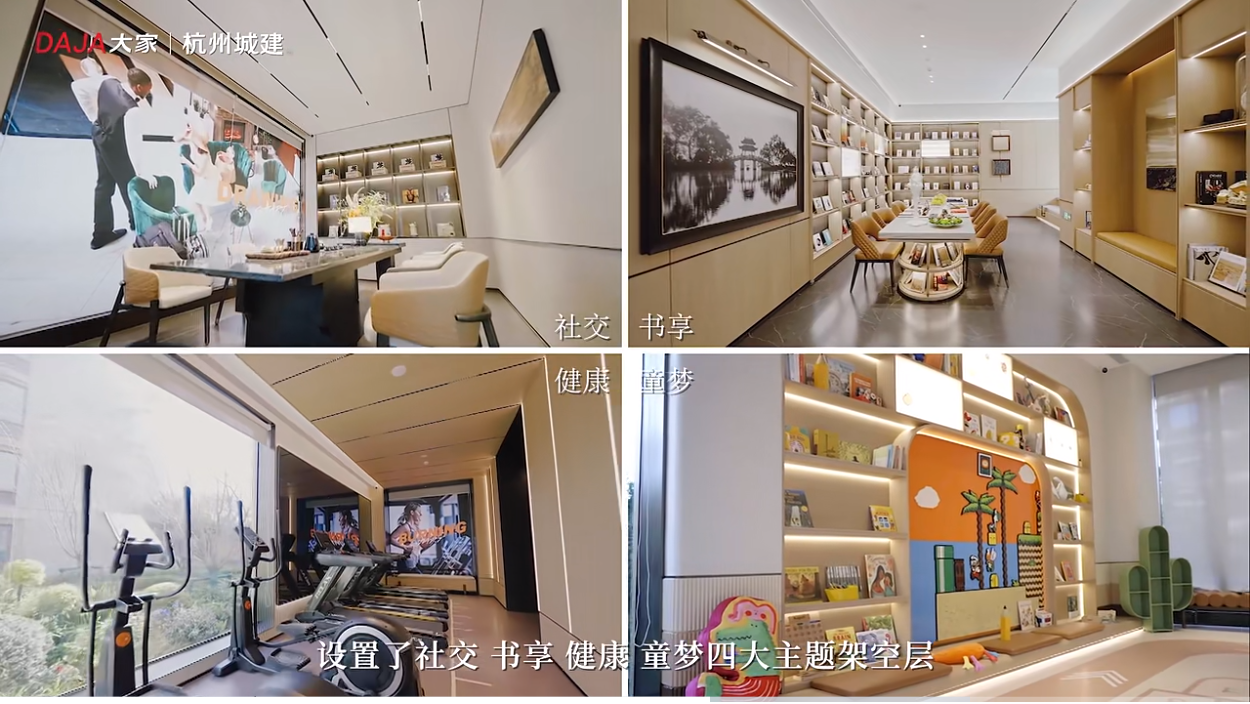 DAJA大家 | 杭州城建
社交
书享
健康
童梦
BURNING
设置了社交 书享 健康 童梦四大主题架空层